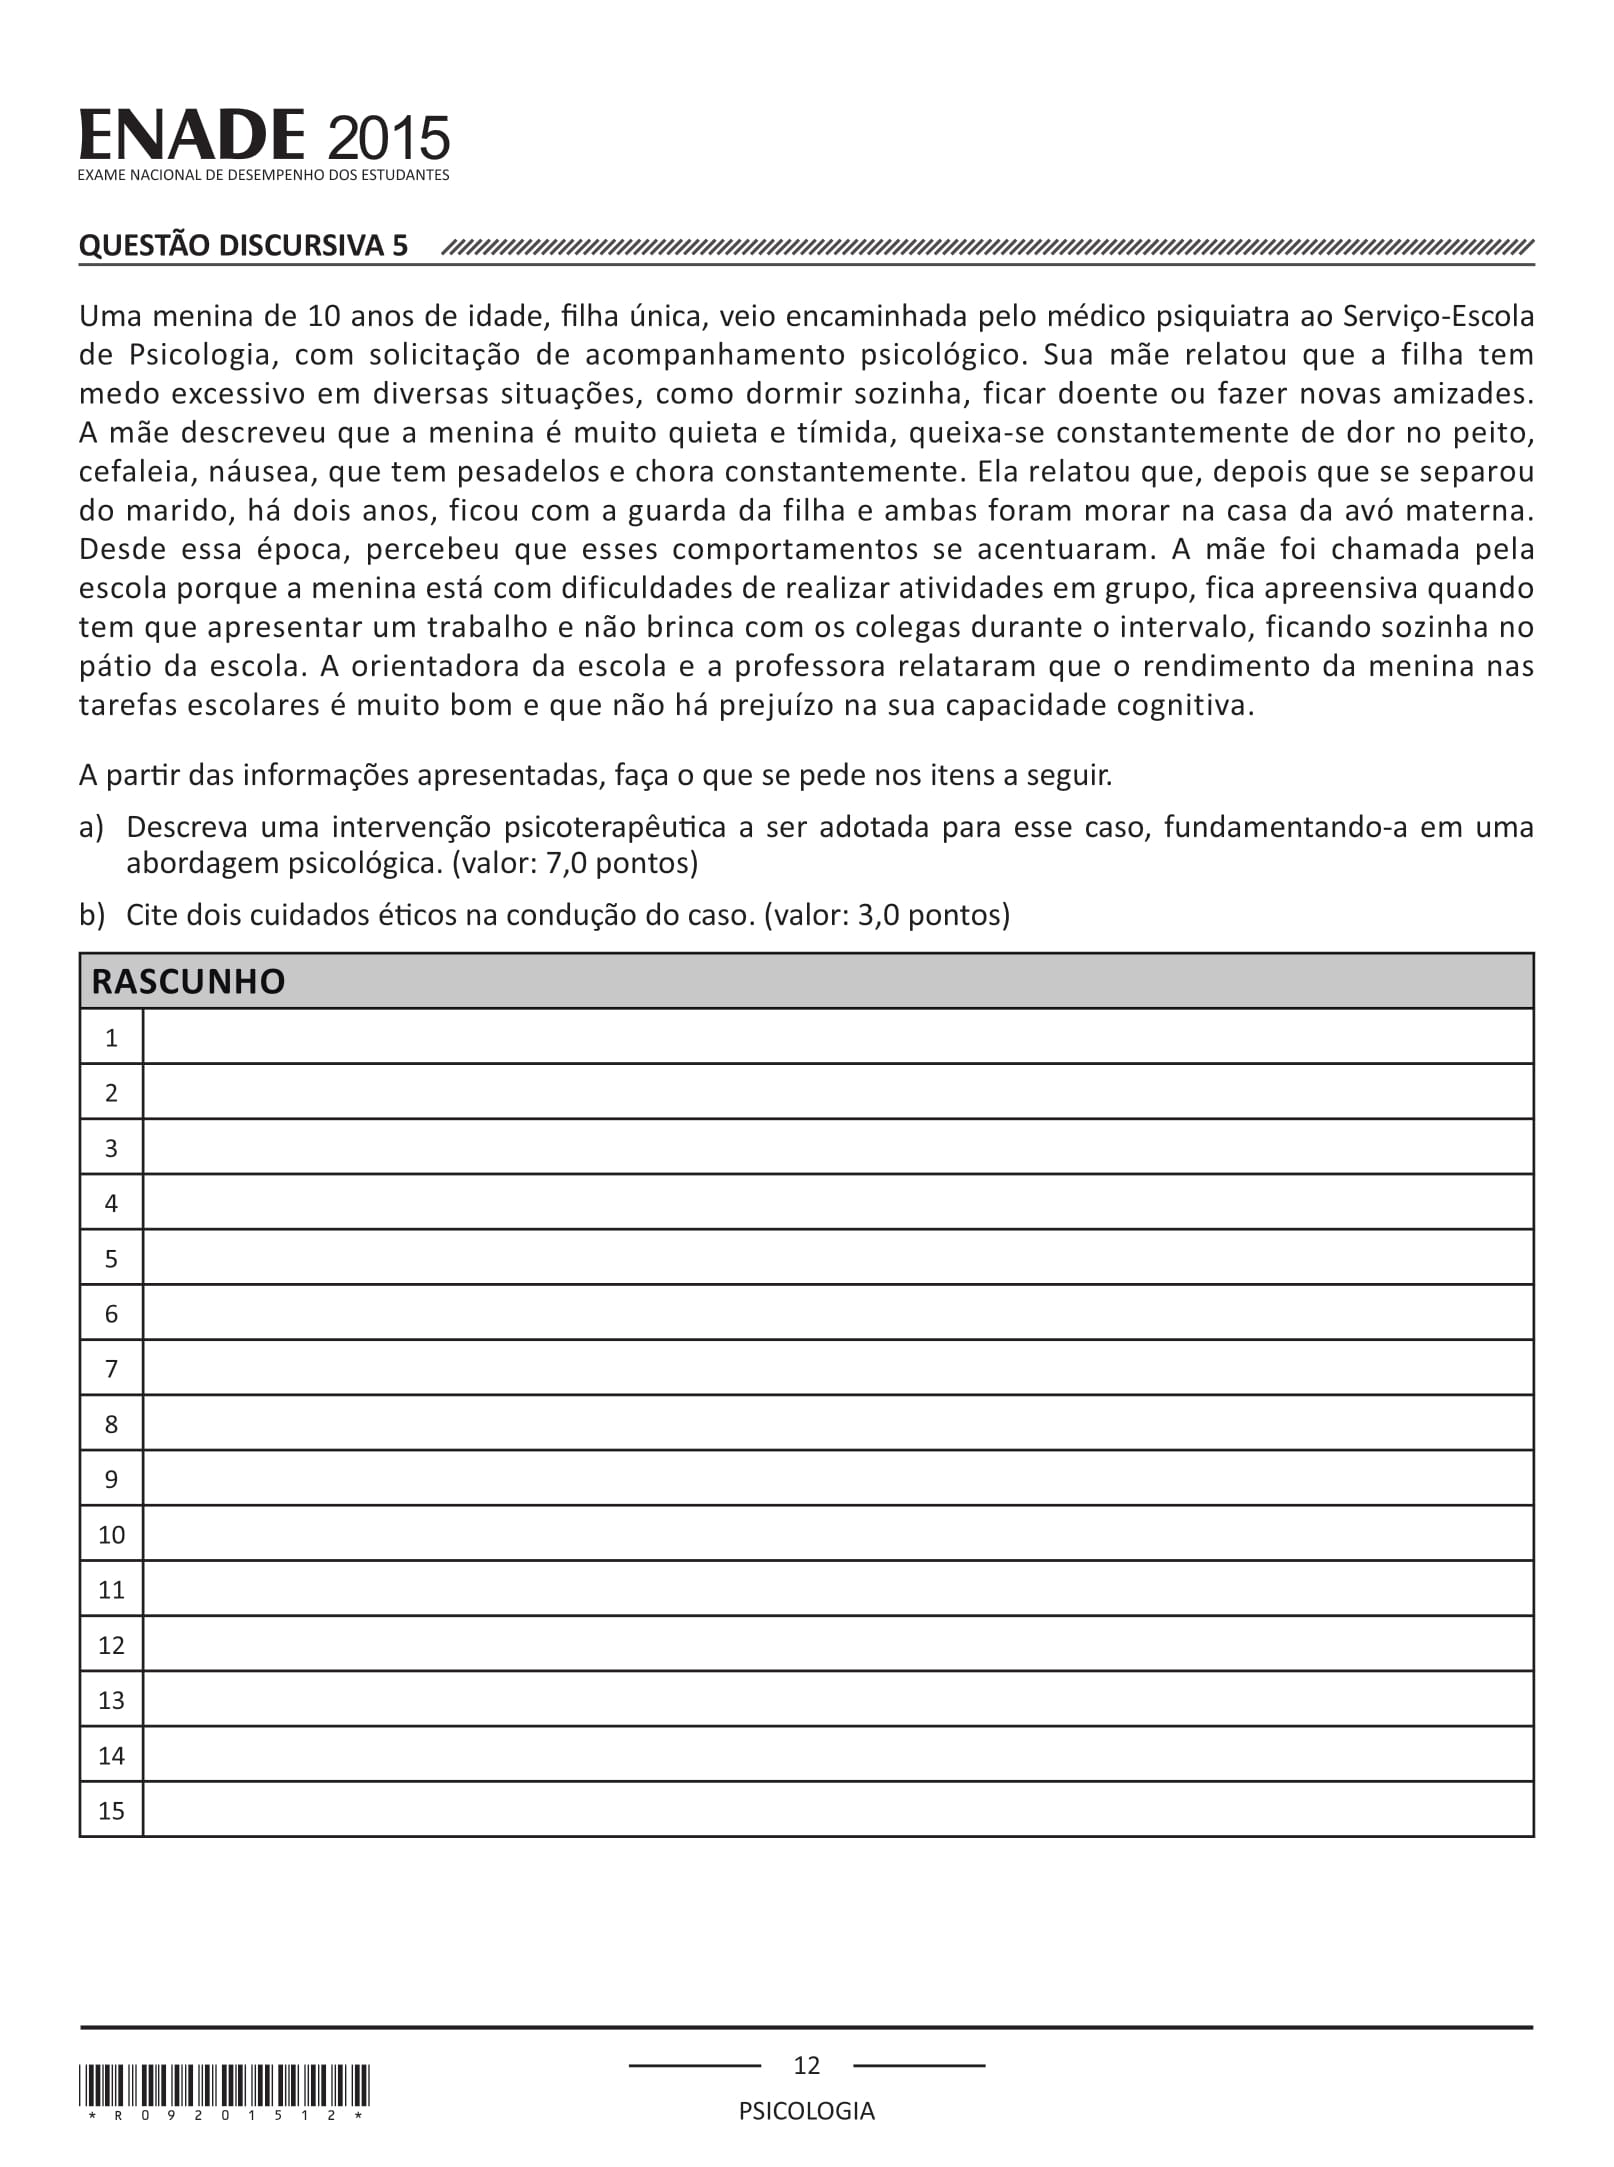 ENADE 2015
EXAME NACIONAL DE DESEMPENHO DOS ESTUDANTES
QUESTÃO DISCURSIVA 5
Uma menina de 10 anos de idade, filha única, veio encaminhada pelo médico psiquiatra ao Serviço-Escola
de Psicologia, com solicitação de acompanhamento psicológico. Sua mãe relatou que a filha tem
medo excessivo em diversas situações, como dormir sozinha, ficar doente ou fazer novas amizades.
A mãe descreveu que a menina é muito quieta e tímida, queixa-se constantemente de dor no peito,
cefaleia, náusea, que tem pesadelos e chora constantemente. Ela relatou que, depois que se separou
do marido, há dois anos, ficou com a guarda da filha e ambas foram morar na casa da avó materna.
Desde essa época, percebeu que esses comportamentos se acentuaram. A mãe foi chamada pela
escola porque a menina está com dificuldades de realizar atividades em grupo, fica apreensiva quando
tem que apresentar um trabalho e não brinca com os colegas durante o intervalo, ficando sozinha no
pátio da escola. A orientadora da escola e a professora relataram que o rendimento da menina nas
tarefas escolares é muito bom e que não há prejuízo na sua capacidade cognitiva.
A partir das informações apresentadas, faça o que se pede nos itens a seguir.
a) Descreva uma intervenção psicoterapêutica a ser adotada para esse caso, fundamentando-a em uma
abordagem psicológica. (valor: 7,0 pontos)
b) Cite dois cuidados éticos na condução do caso. (valor: 3,0 pontos)
RASCUNHO
1
2
3
4
5
6
7
8
9
10
11
12
13
14
15
12
PSICOLOGIA
* R 0 9 2 0 1 5 1 2 *